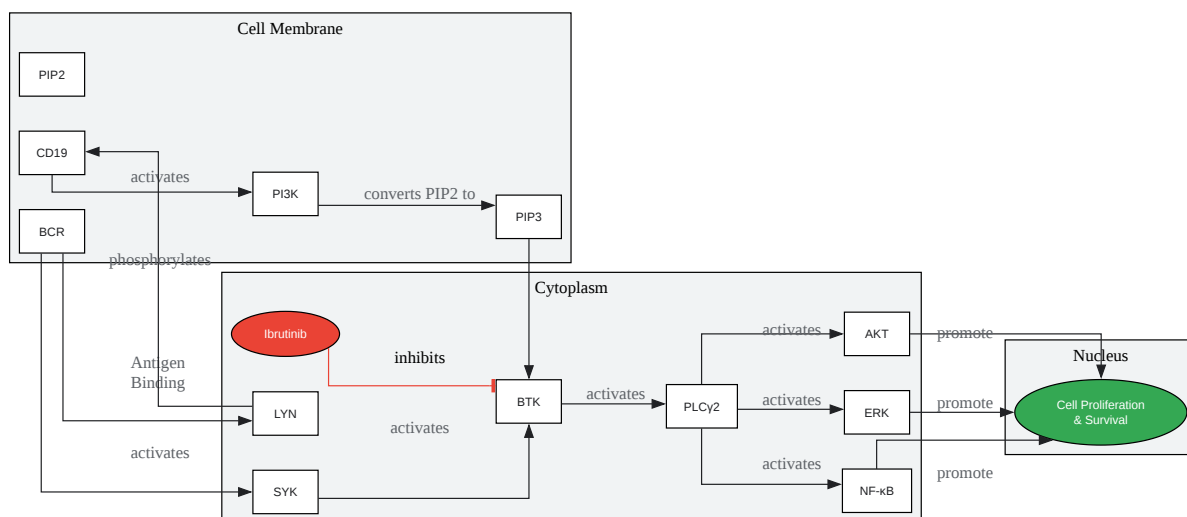 Cell Membrane
PIP2
CD19
activates
PI3K
converts PIP2 to
PIP3
BCR
phosphorylates
Cytoplasm
Ibrutinib
inhibits
Antigen
Binding
LYN
BTK
activates
activates
PLCγ2
activates
SYK
activates
AKT
activates
ERK
activates
NF-κB
promote
promote
promote
Nucleus
Cell Proliferation
& Survival